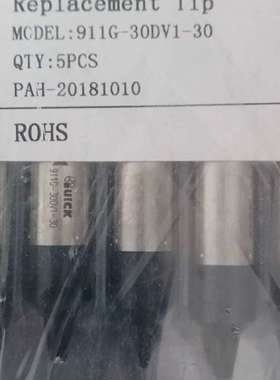 Replacement Tip
MODEL:911G-30DV1-30
QTY:5PCS
PAH-20181010
ROHS
QUICK
911G-30DV1-30